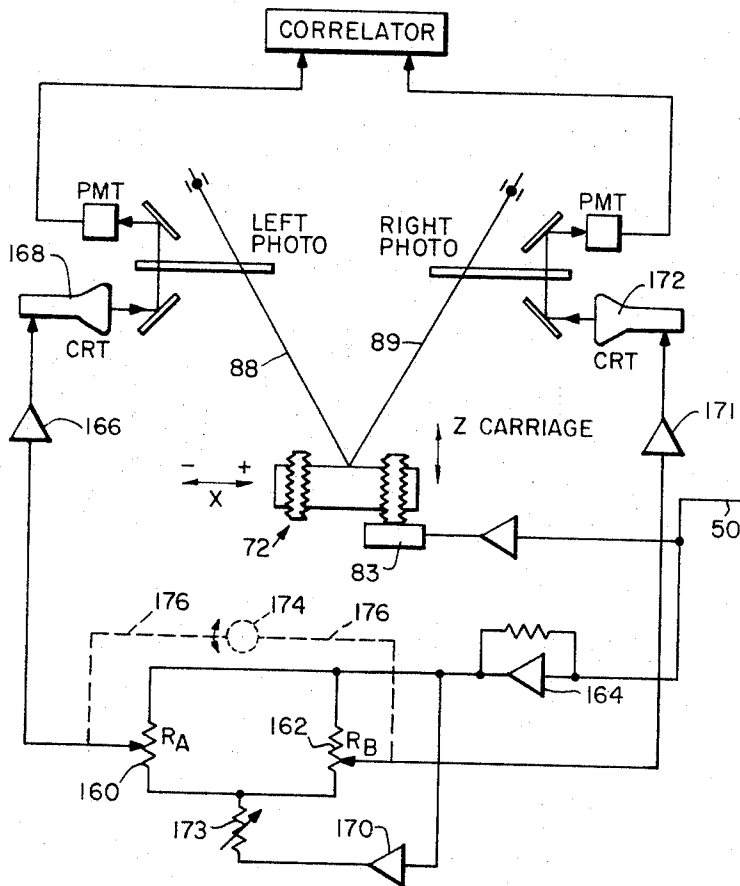 CORRELATOR
PMT
LEFT PHOTO
RIGHT PHOTO
PMT
168
172
CRT
88
89
CRT
166
171
Z CARRIAGE
- +
X
72
83
50
176
174
176
164
RA
162
RB
160
173
170